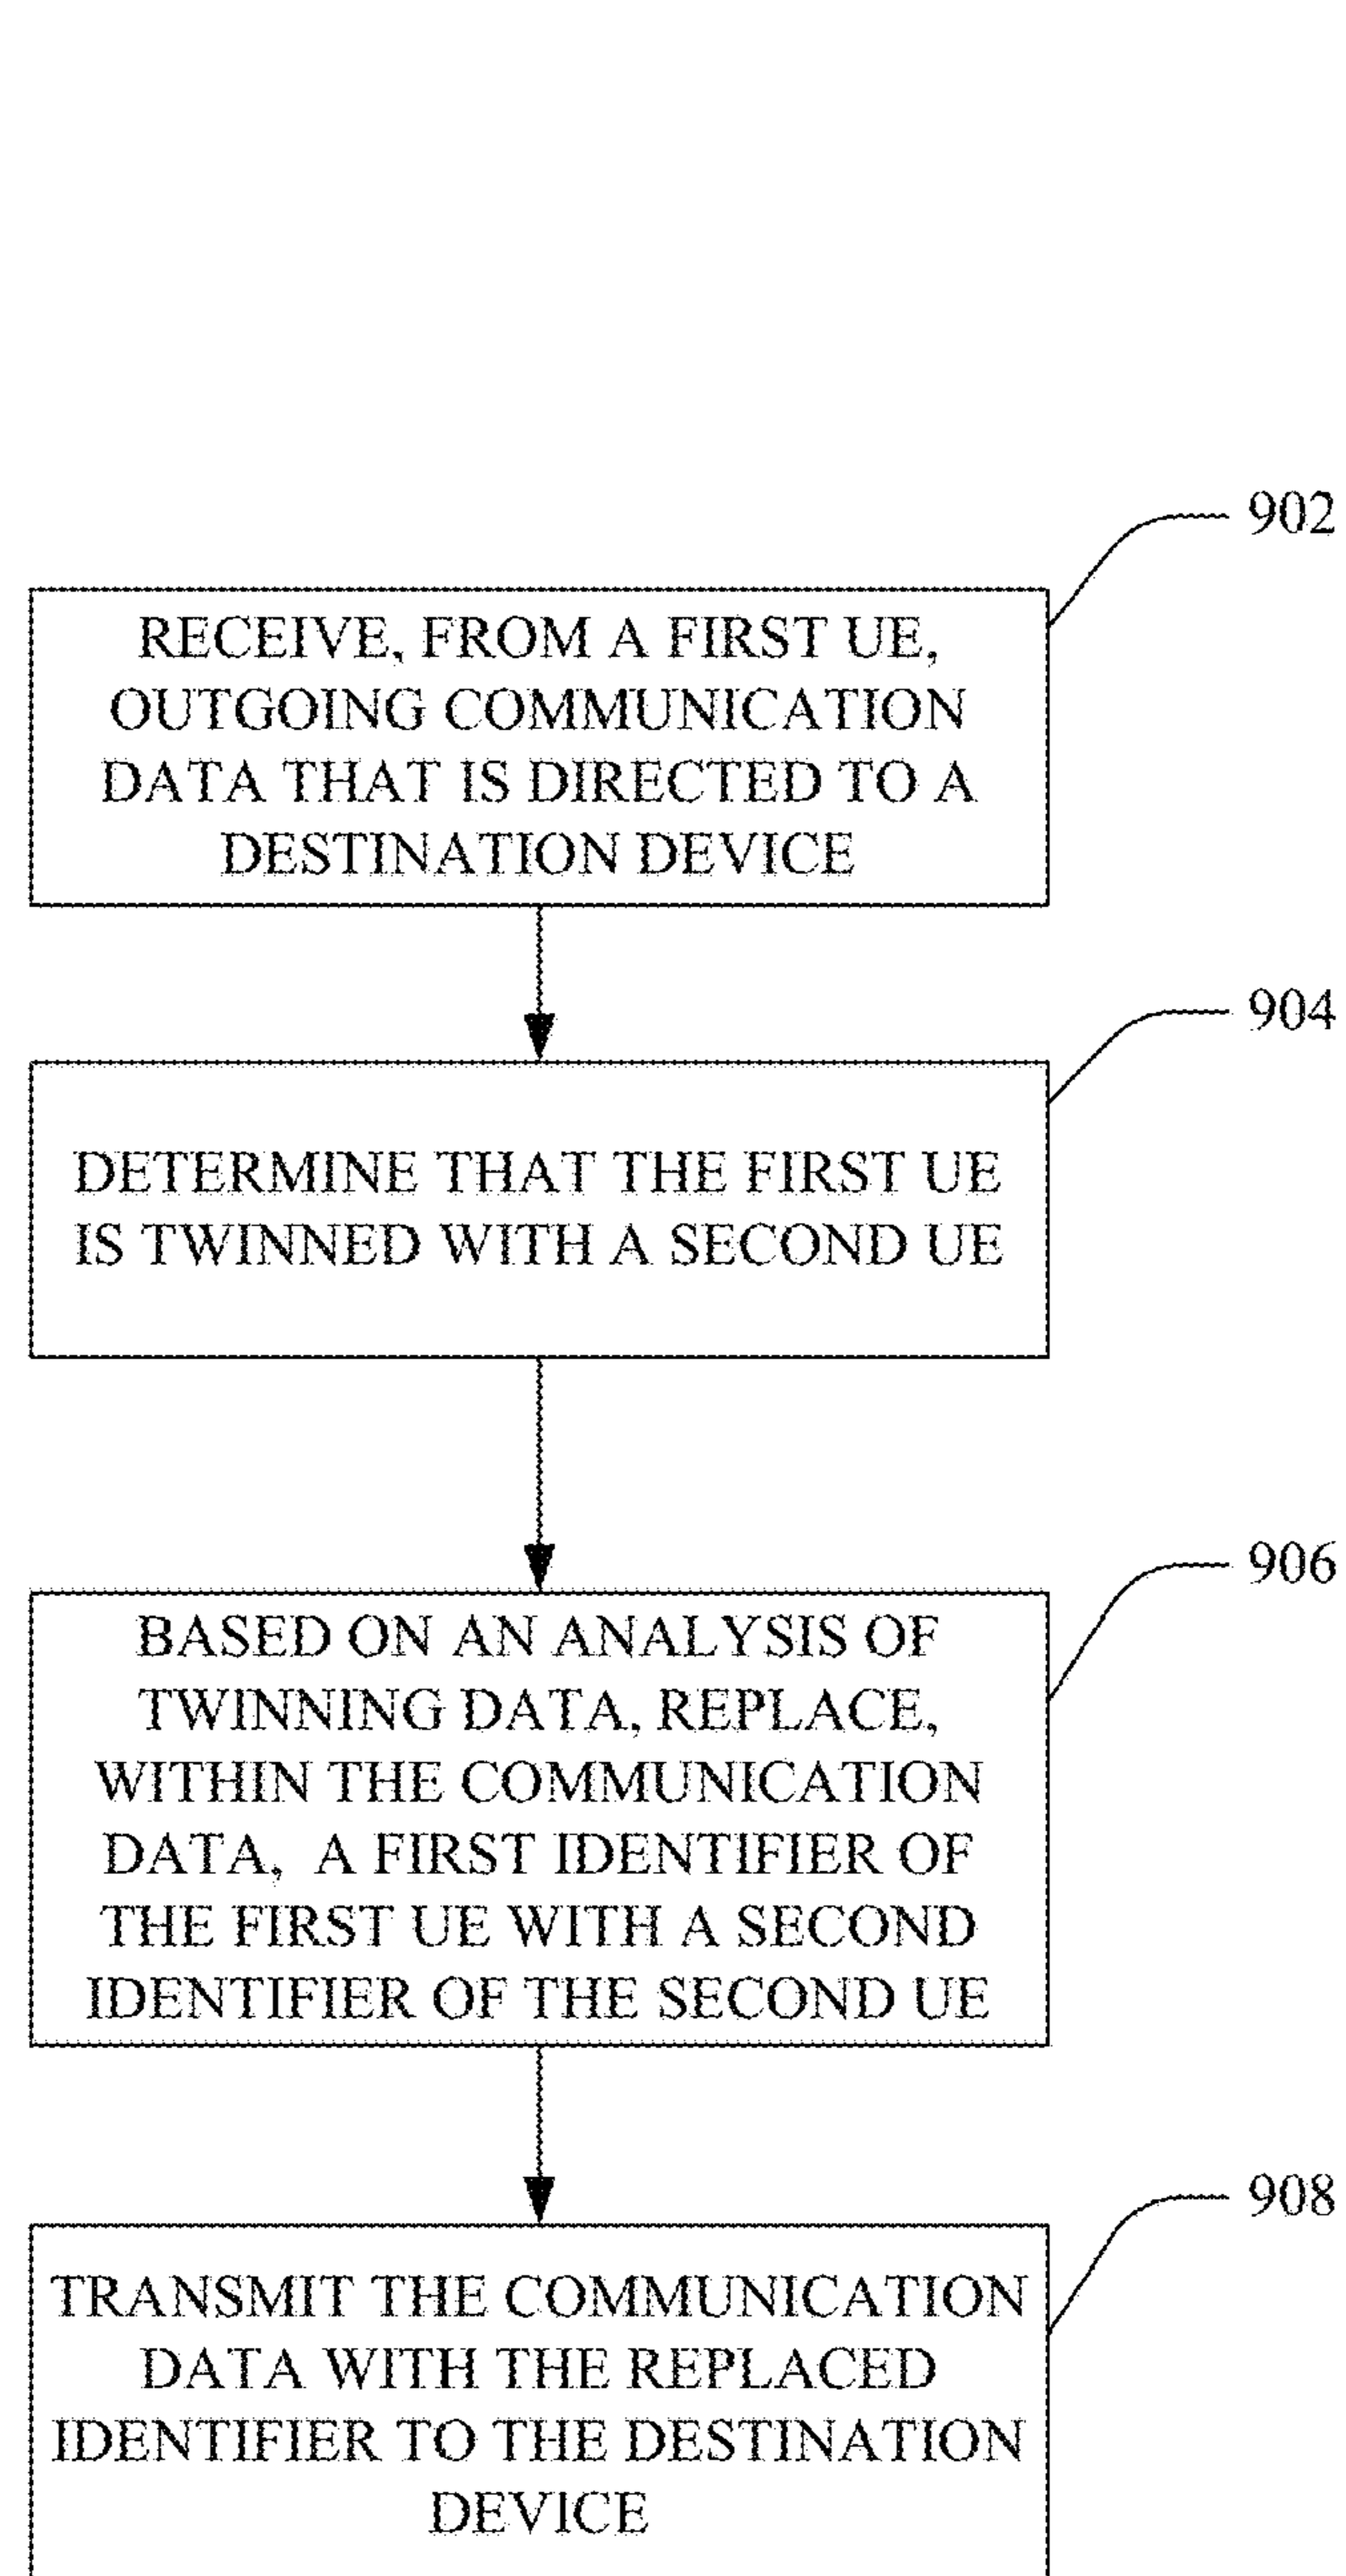 902
RECEIVE, FROM A FIRST UE,
OUTGOING COMMUNICATION
DATA THAT IS DIRECTED TO A
DESTINATION DEVICE
904
DETERMINE THAT THE FIRST UE
IS TWINNED WITH A SECOND UE
906
BASED ON AN ANALYSIS OF
TWINNING DATA, REPLACE,
WITHIN THE COMMUNICATION
DATA, A FIRST IDENTIFIER OF
THE FIRST UE WITH A SECOND
IDENTIFIER OF THE SECOND UE
908
TRANSMIT THE COMMUNICATION
DATA WITH THE REPLACED
IDENTIFIER TO THE DESTINATION
DEVICE